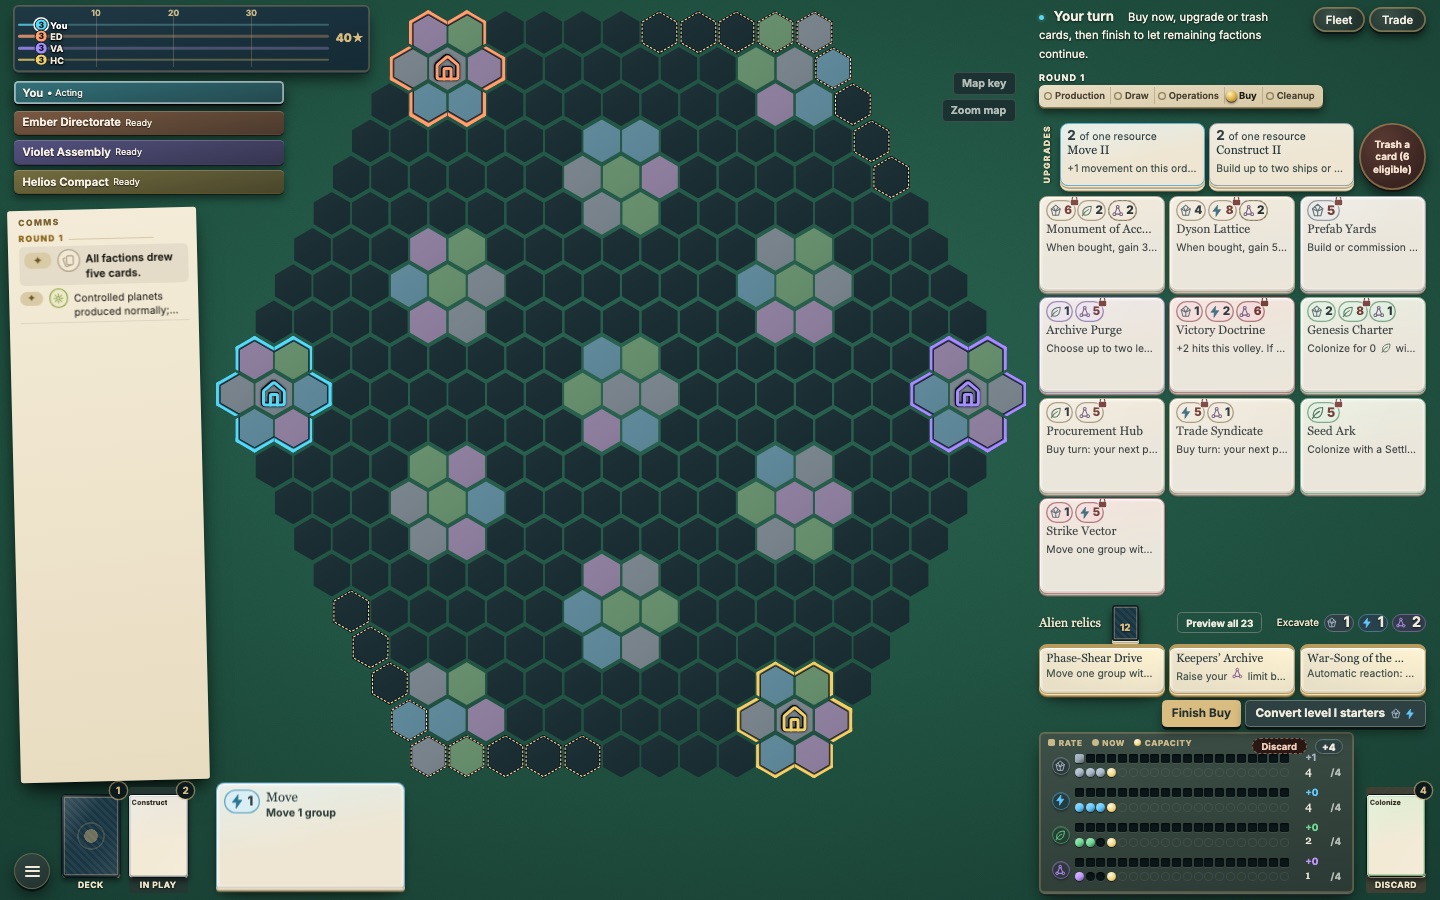 10 20 30
3 You
3 ED
3 VA
3 HC
40★
You • Acting
Ember Directorate Ready
Violet Assembly Ready
Helios Compact Ready
COMMS
ROUND 1
All factions drew
five cards.
Controlled planets
produced normally;...
Map key
Zoom map
Your turn Buy now, upgrade or trash
cards, then finish to let remaining factions
continue.
Fleet
Trade
ROUND 1
Production Draw Operations Buy Cleanup
UPGRADES
2 of one resource
Move II
+1 movement on this ord...
2 of one resource
Construct II
Build up to two ships or ...
Trash a
card (6
eligible)
6 2 2
Monument of Acc...
When bought, gain 3...
4 8 2
Dyson Lattice
When bought, gain 5...
5
Prefab Yards
Build or commission ...
1 5
Archive Purge
Choose up to two le...
1 2 6
Victory Doctrine
+2 hits this volley. If ...
2 8 1
Genesis Charter
Colonize for 0 wi...
1 5
Procurement Hub
Buy turn: your next p...
5 1
Trade Syndicate
Buy turn: your next p...
5
Seed Ark
Colonize with a Settl...
1 5
Strike Vector
Move one group wit...
Alien relics
12
Preview all 23
Excavate 1 1 2
Phase-Shear Drive
Move one group wit...
Keepers' Archive
Raise your limit b...
War-Song of the ...
Automatic reaction: ...
Finish Buy
Convert level I starters
RATE NOW CAPACITY
Discard
+4
+1
4 /4
+0
4 /4
+0
2 /4
+0
1 /4
1
DECK
2
Construct
IN PLAY
1 Move
Move 1 group
4
Colonize
DISCARD